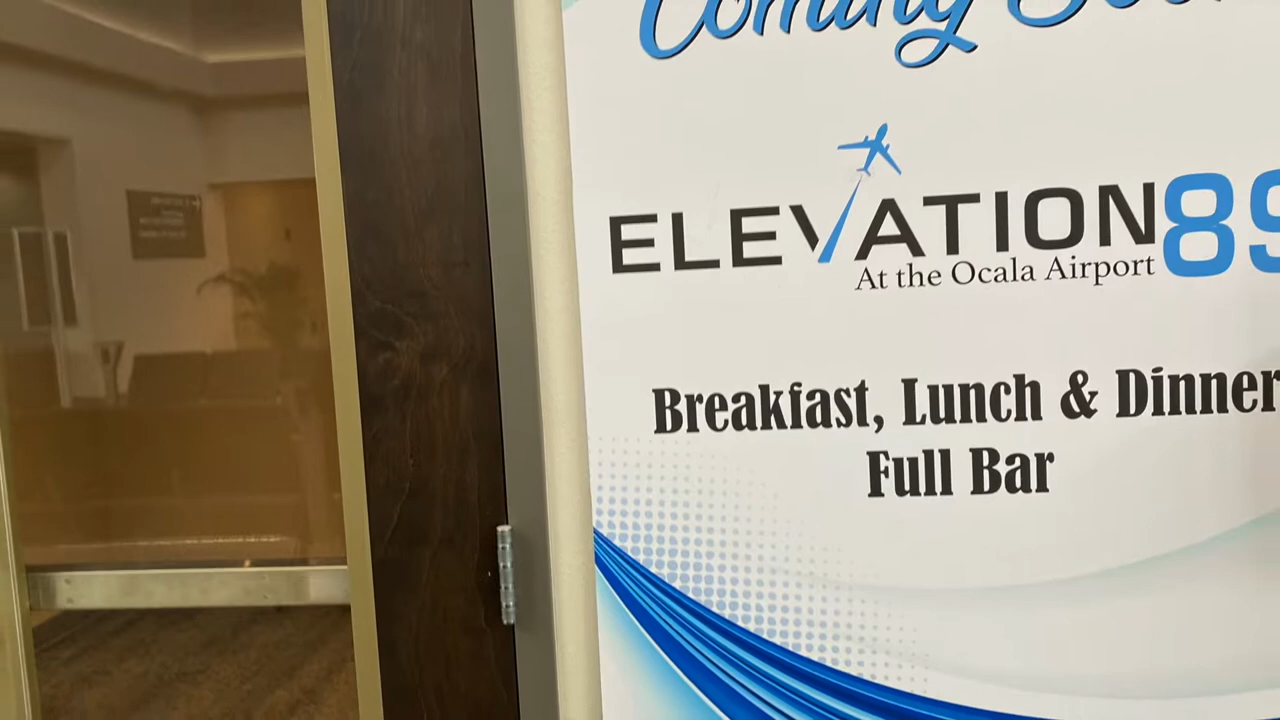 Coming Soon
ELEVATION89
At the Ocala Airport
Breakfast, Lunch & Dinner
Full Bar